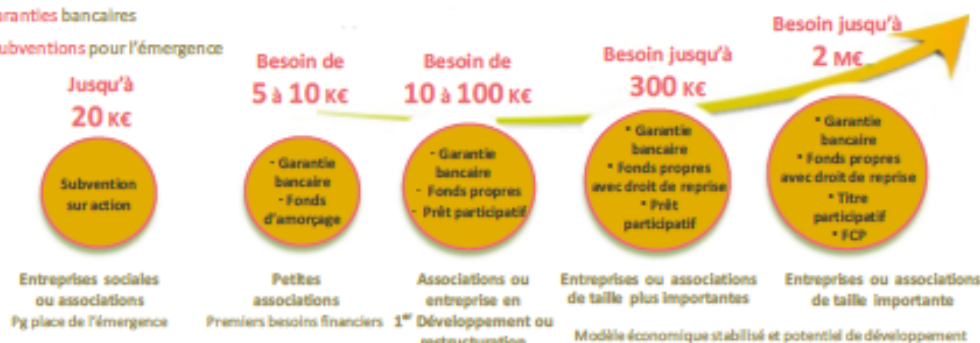 aranties bancaires
ubventions pour l'émergence
Jusqu'à
20 K€
Besoin de
5 à 10 K€
Besoin de
10 à 100 K€
Besoin jusqu'à
300 K€
Besoin jusqu'à
2 M€
Subvention
sur action
- Garantie
bancaire
- Fonds
d'amorçage
- Garantie
bancaire
- Fonds propres
- Prêt participatif
* Garantie
bancaire
* Fonds propres
avec droit de reprise
* Prêt
participatif
* Garantie
bancaire
* Fonds propres
avec droit de reprise
* Titre
participatif
* FCP
Entreprises sociales
ou associations
Pg place de l'émergence
Petites
associations
Premiers besoins financiers
Associations ou
entreprise en
1er Développement ou
restructuration
Entreprises ou associations
de taille plus importantes
Entreprises ou associations
de taille importante
Modèle économique stabilisé et potentiel de développement